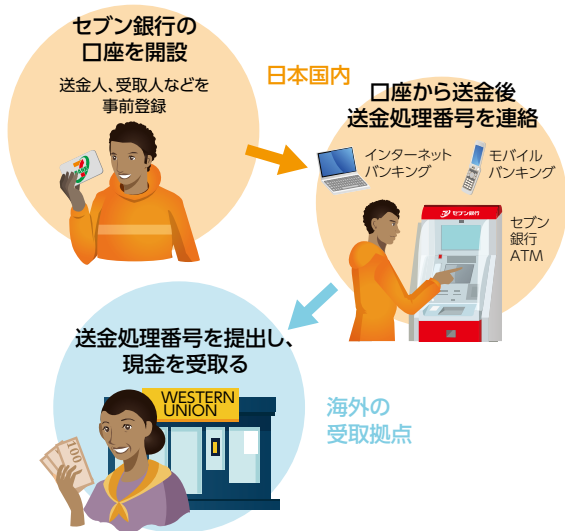 セブン銀行の
口座を開設
送金人、受取人などを
事前登録
日本国内
口座から送金後
送金処理番号を連絡
インターネット
バンキング
モバイル
バンキング
セブン銀行
セブン
銀行
ATM
送金処理番号を提出し、
現金を受取る
WESTERN
UNION
100
海外の
受取拠点